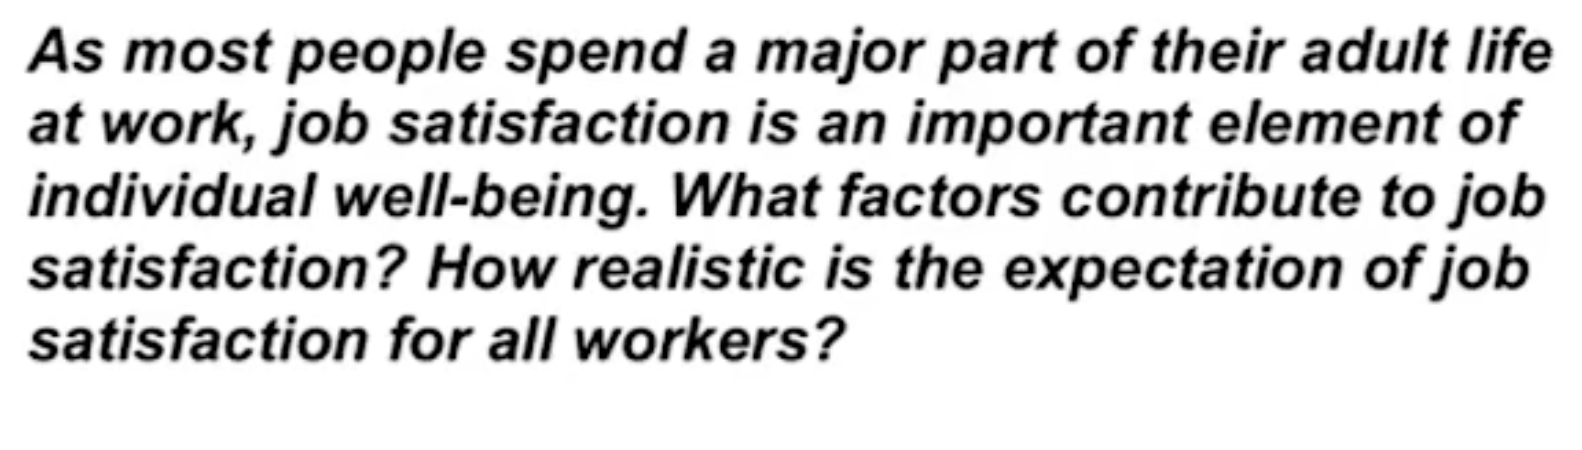 As most people spend a major part of their adult life
at work, job satisfaction is an important element of
individual well-being. What factors contribute to job
satisfaction? How realistic is the expectation of job
satisfaction for all workers?